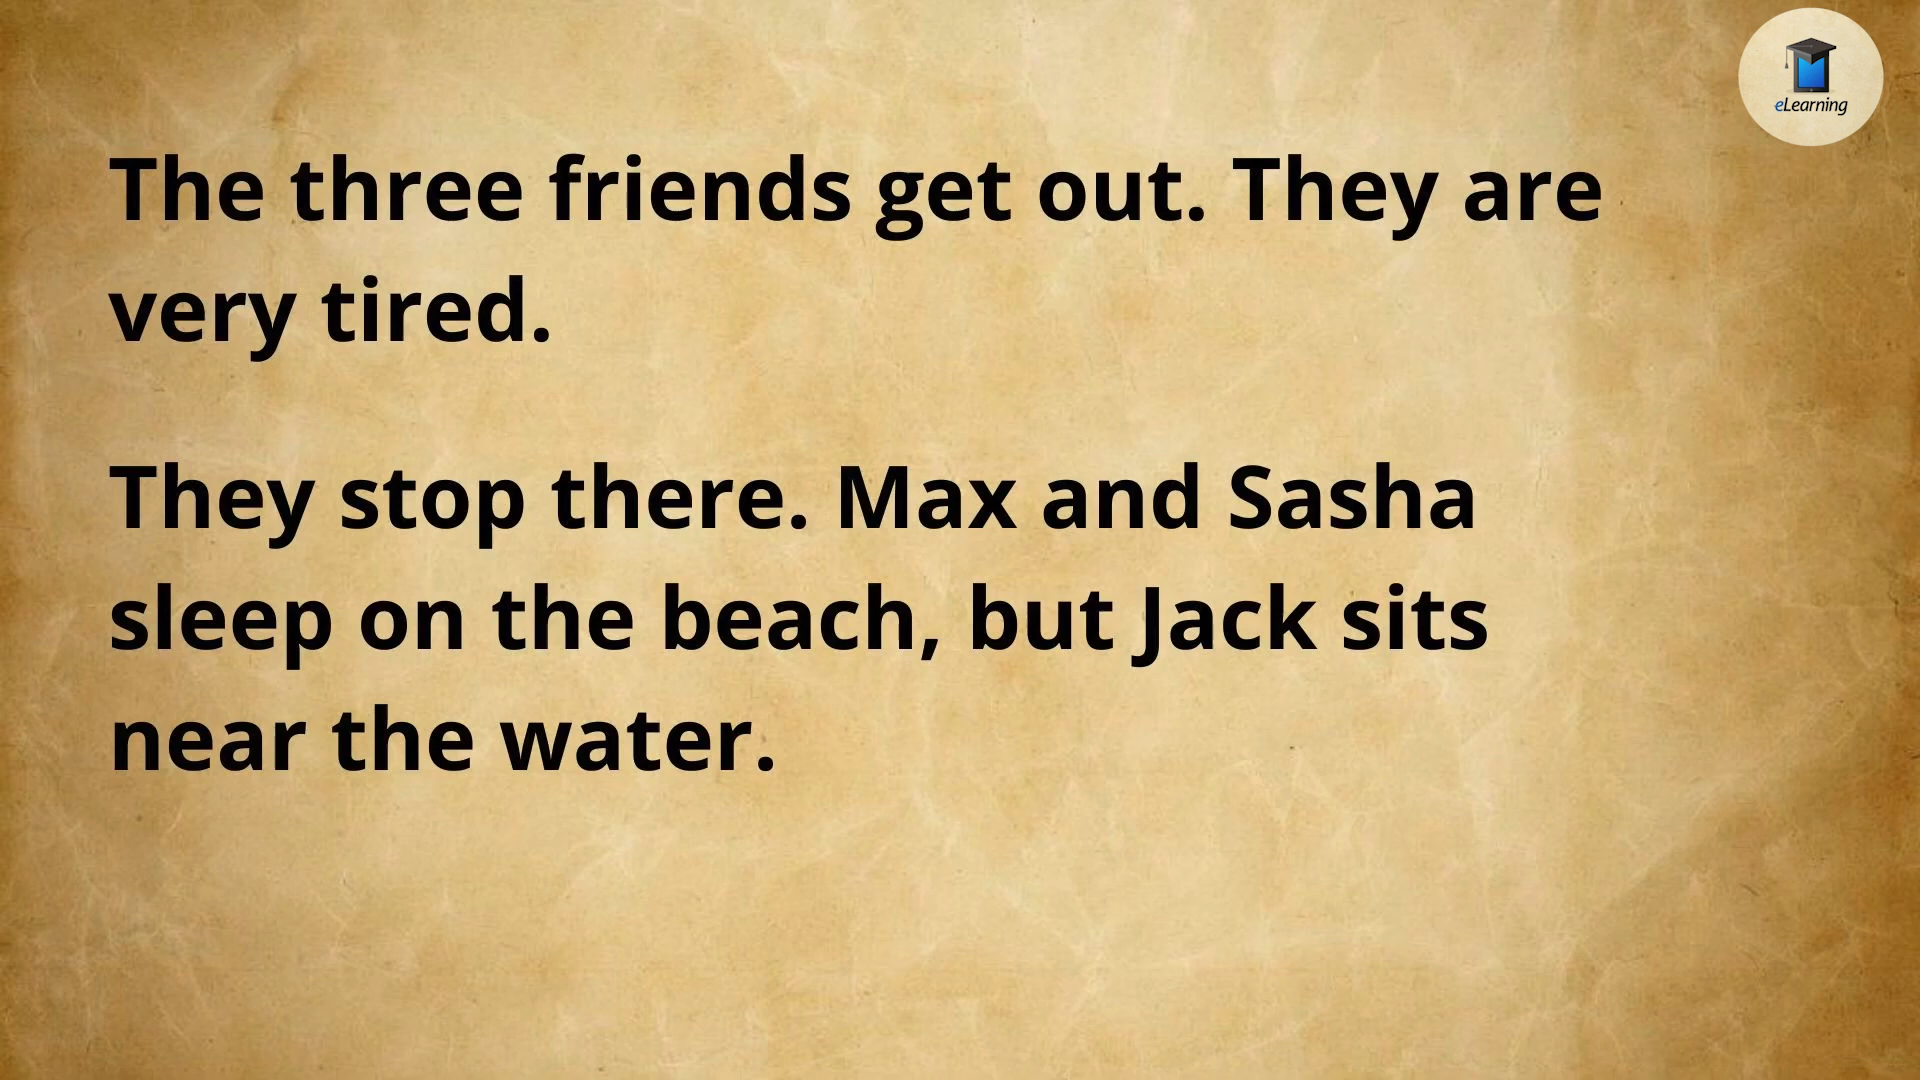 eLearning
The three friends get out. They are
very tired.
They stop there. Max and Sasha
sleep on the beach, but Jack sits
near the water.